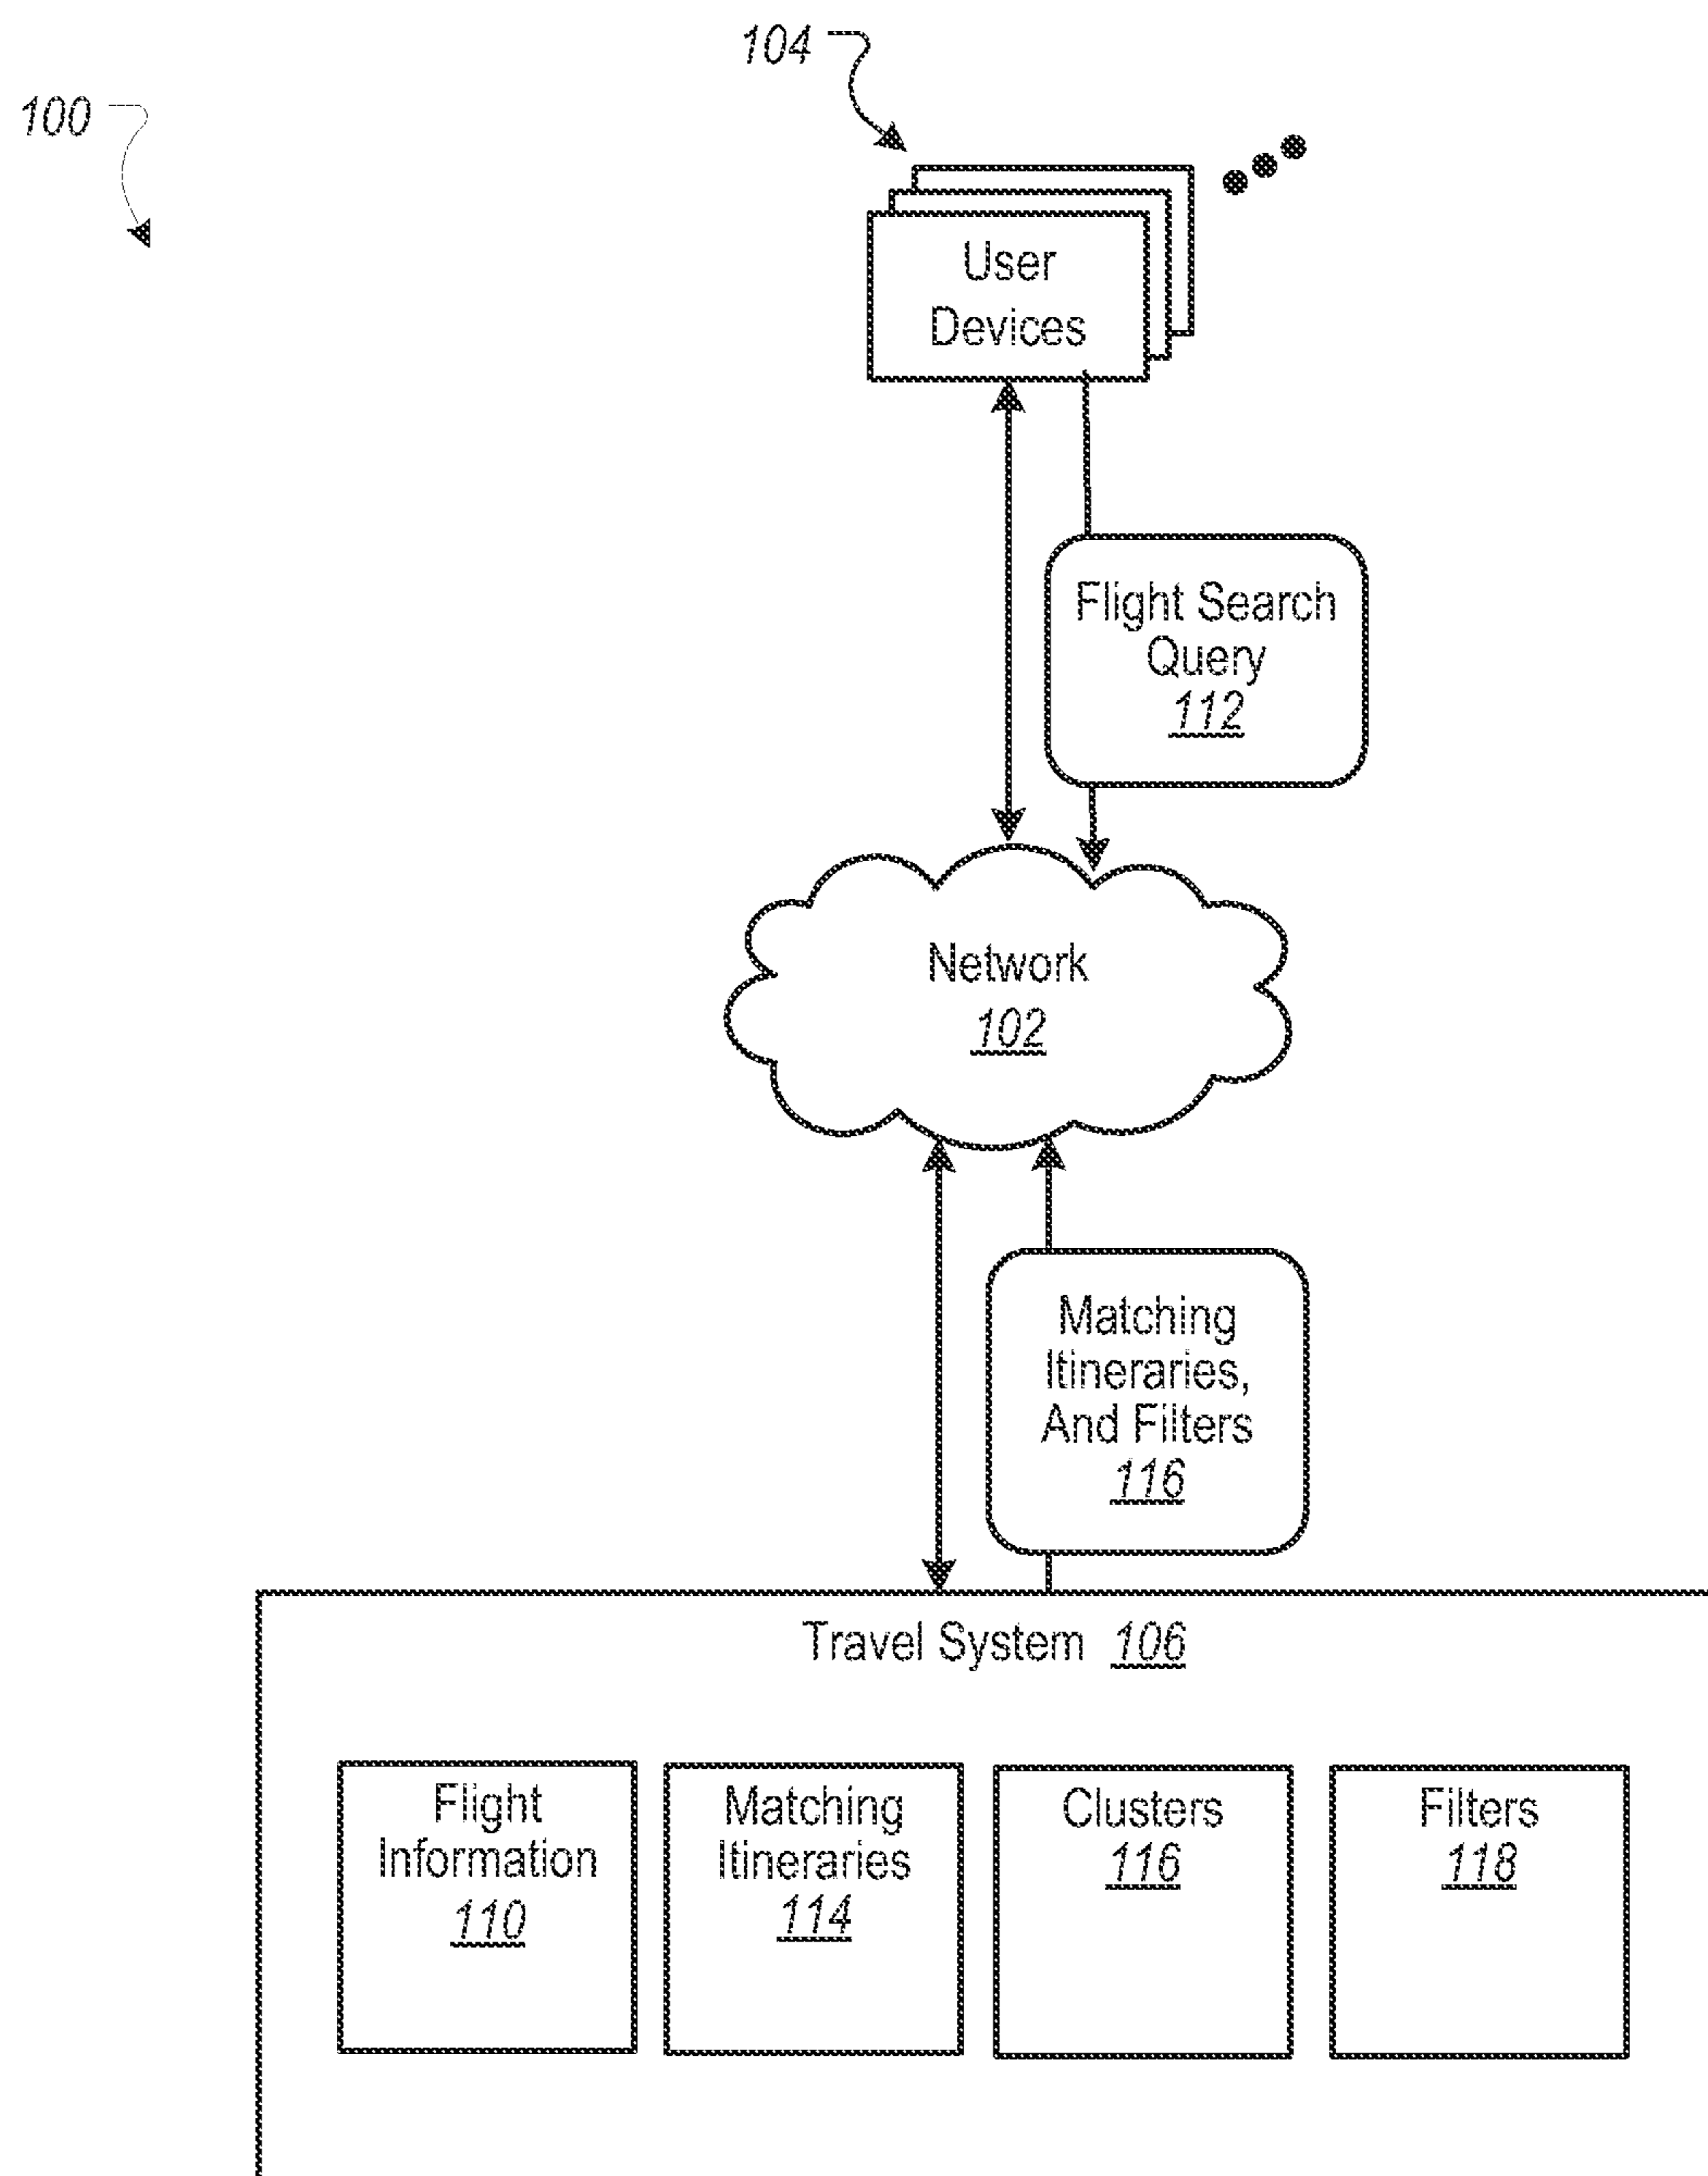 104
100
User
Devices
Flight Search
Query
112
Network
102
Matching
Itineraries,
And Filters
116
Travel System 106
Flight
Information
110
Matching
Itineraries
114
Clusters
116
Filters
118